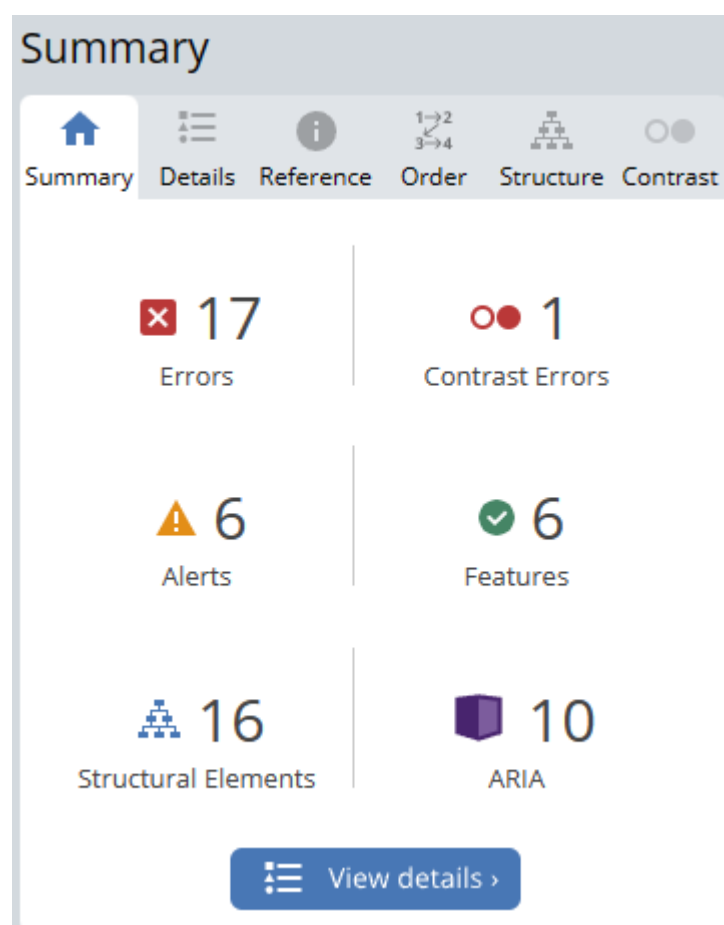 Summary
1→2
3→4
Summary Details Reference Order Structure Contrast
17 1
Errors Contrast Errors
6 6
Alerts Features
16 10
Structural Elements ARIA
View details ›